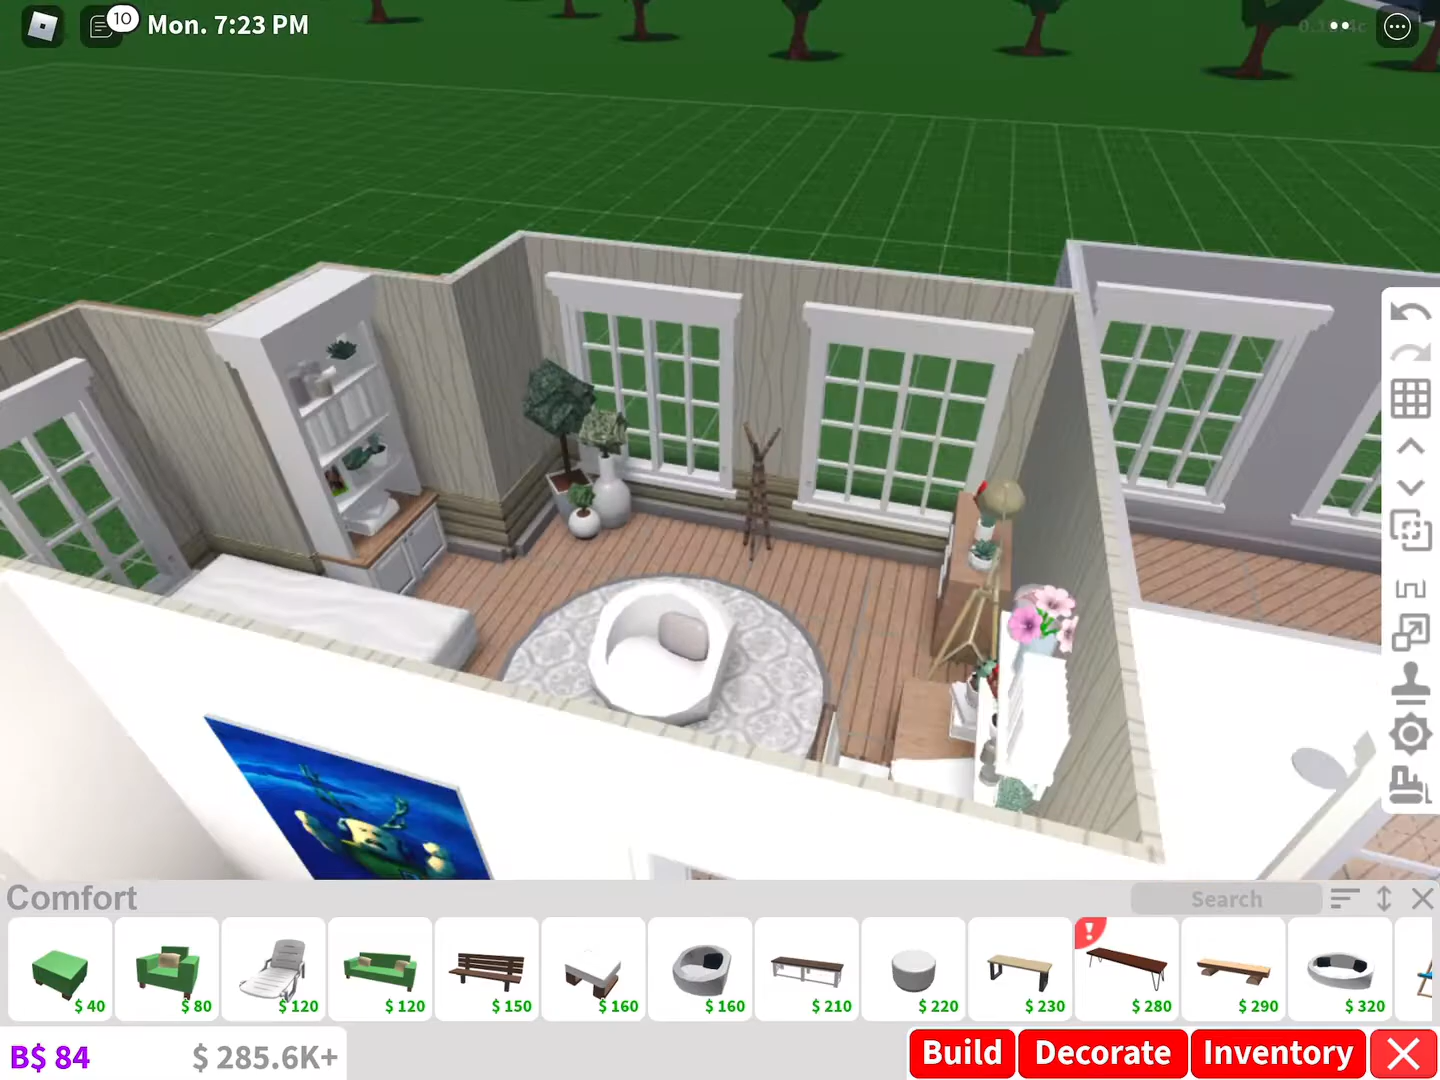 10
Mon. 7:23 PM
Comfort
Search
$ 40
$ 80
$ 120
$ 120
$ 150
$ 160
$ 160
$ 210
$ 220
$ 230
!
$ 280
$ 290
$ 320
B$ 84
$ 285.6K+
Build
Decorate
Inventory